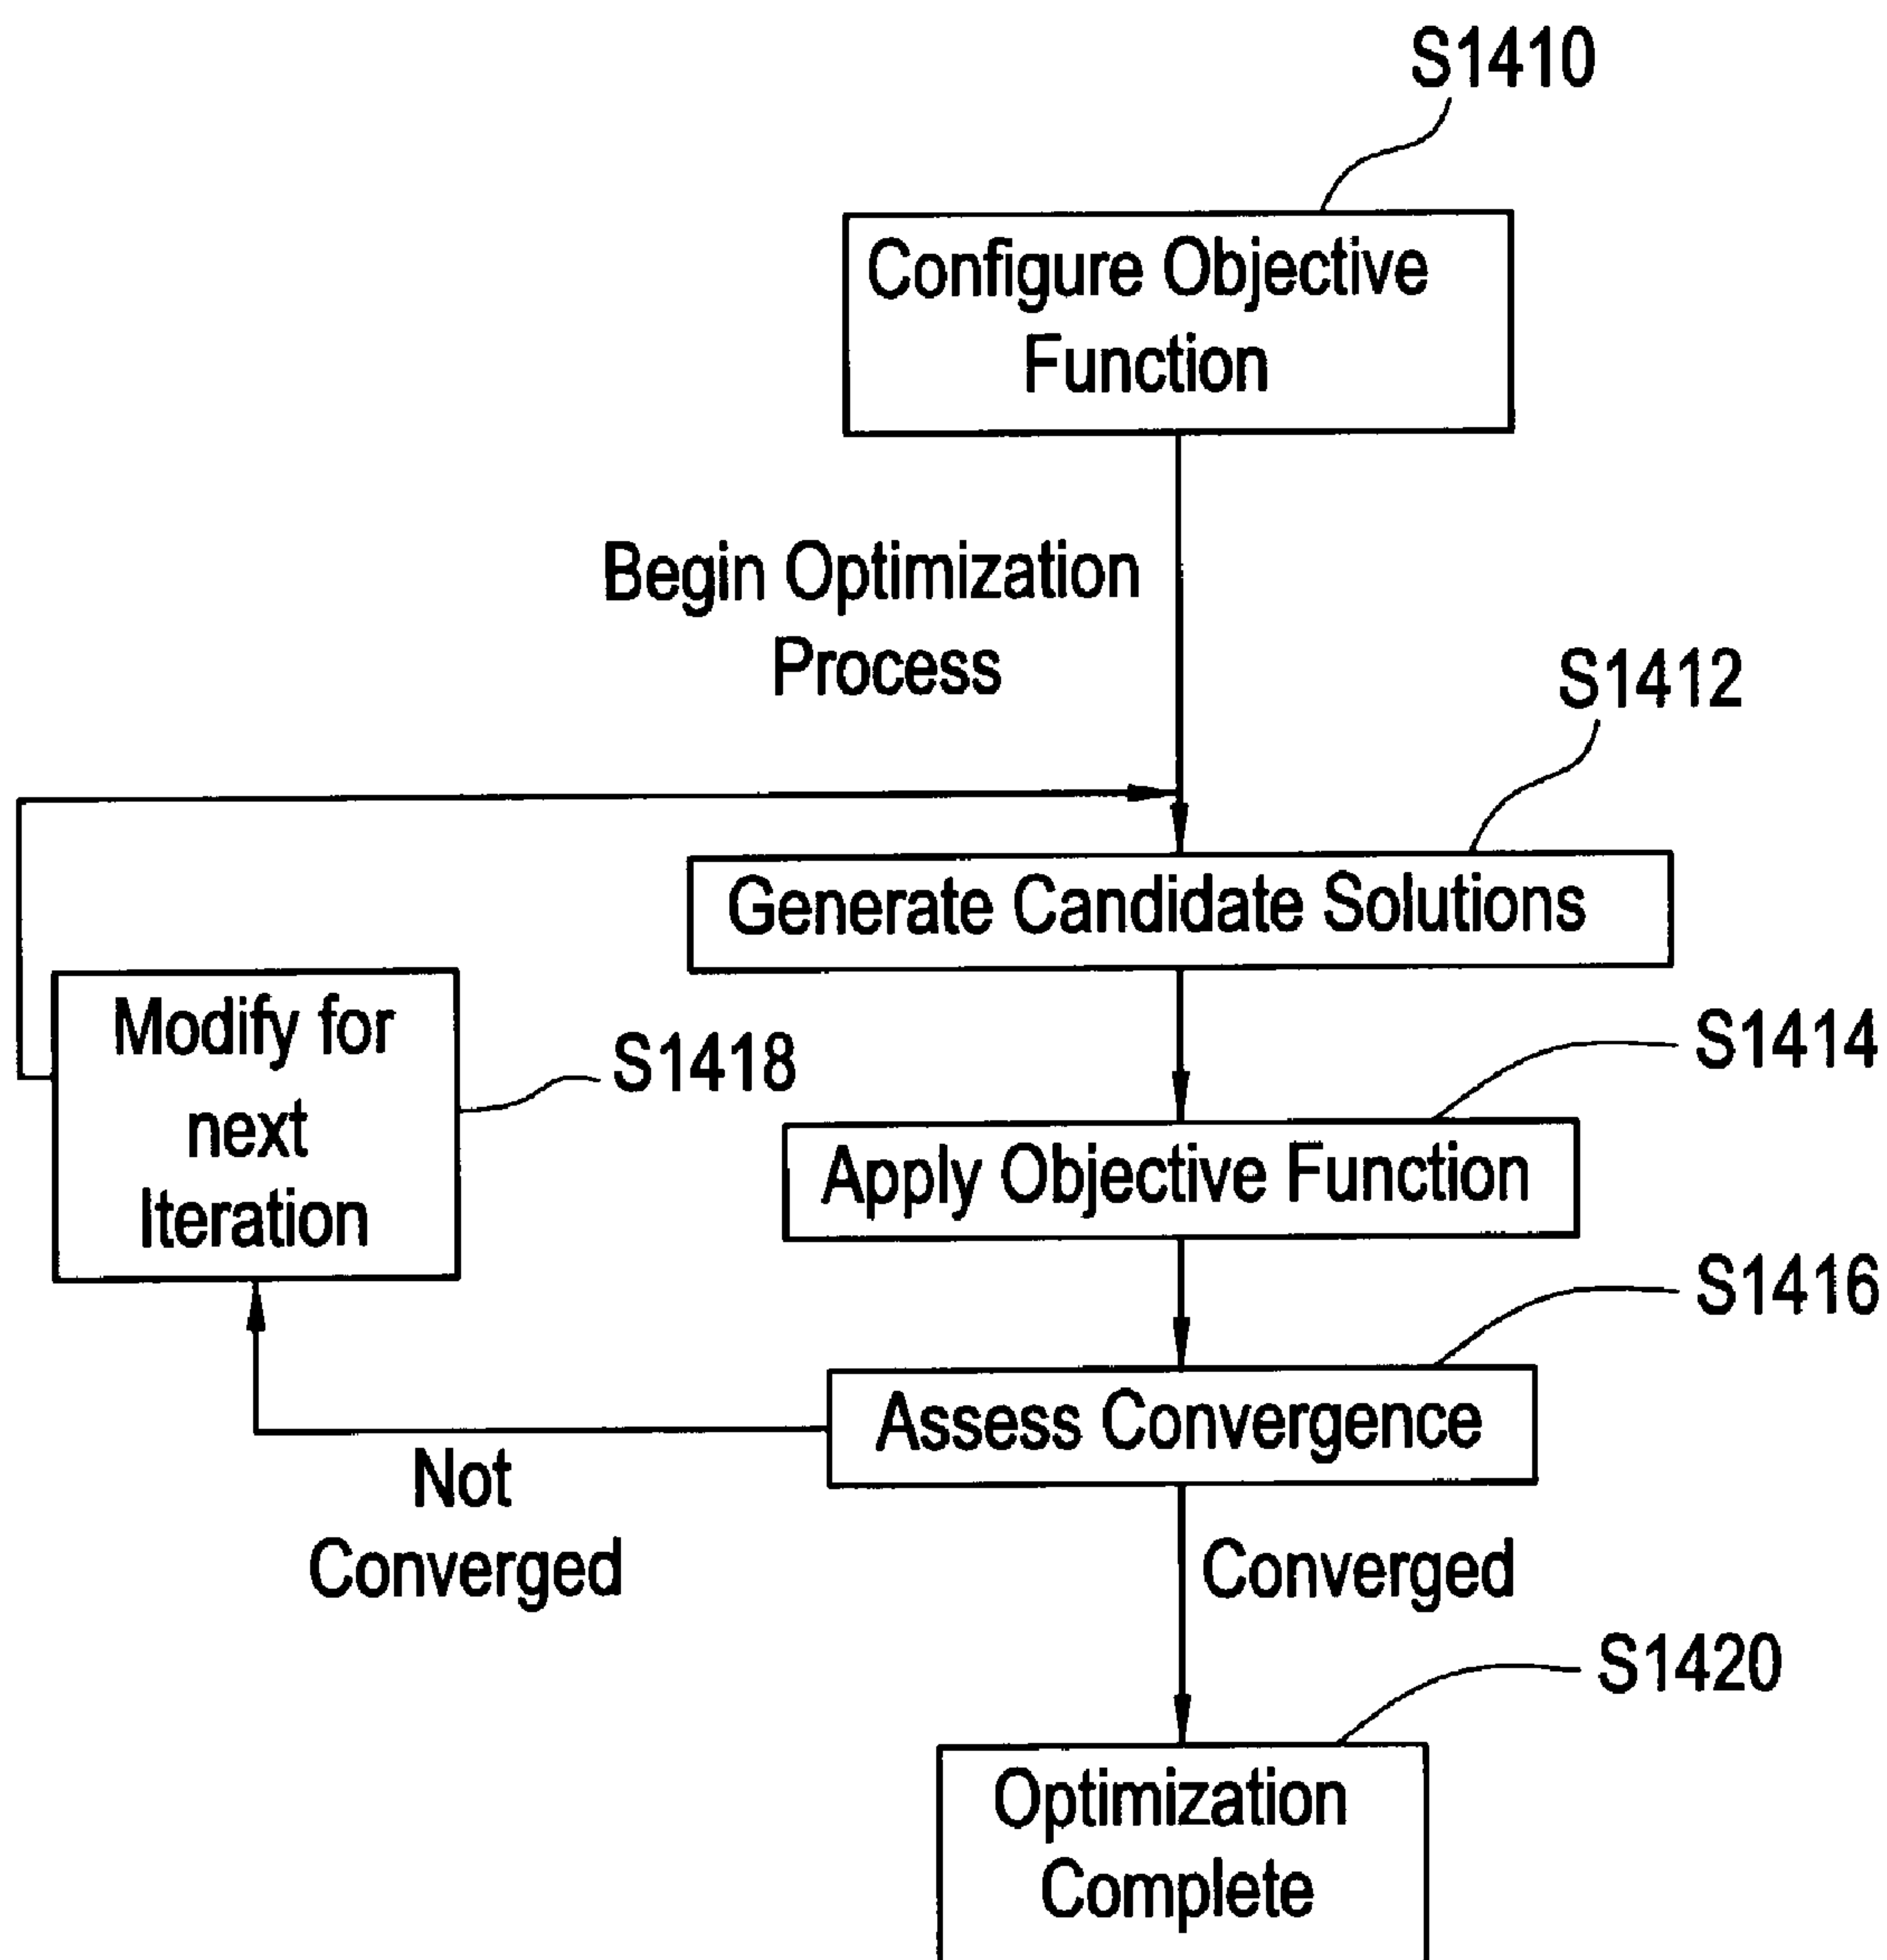 S1410
Configure Objective
Function
Begin Optimization
Process
S1412
Generate Candidate Solutions
Modify for
next
Iteration
S1418
S1414
Apply Objective Function
S1416
Assess Convergence
Not
Converged
Converged
S1420
Optimization
Complete